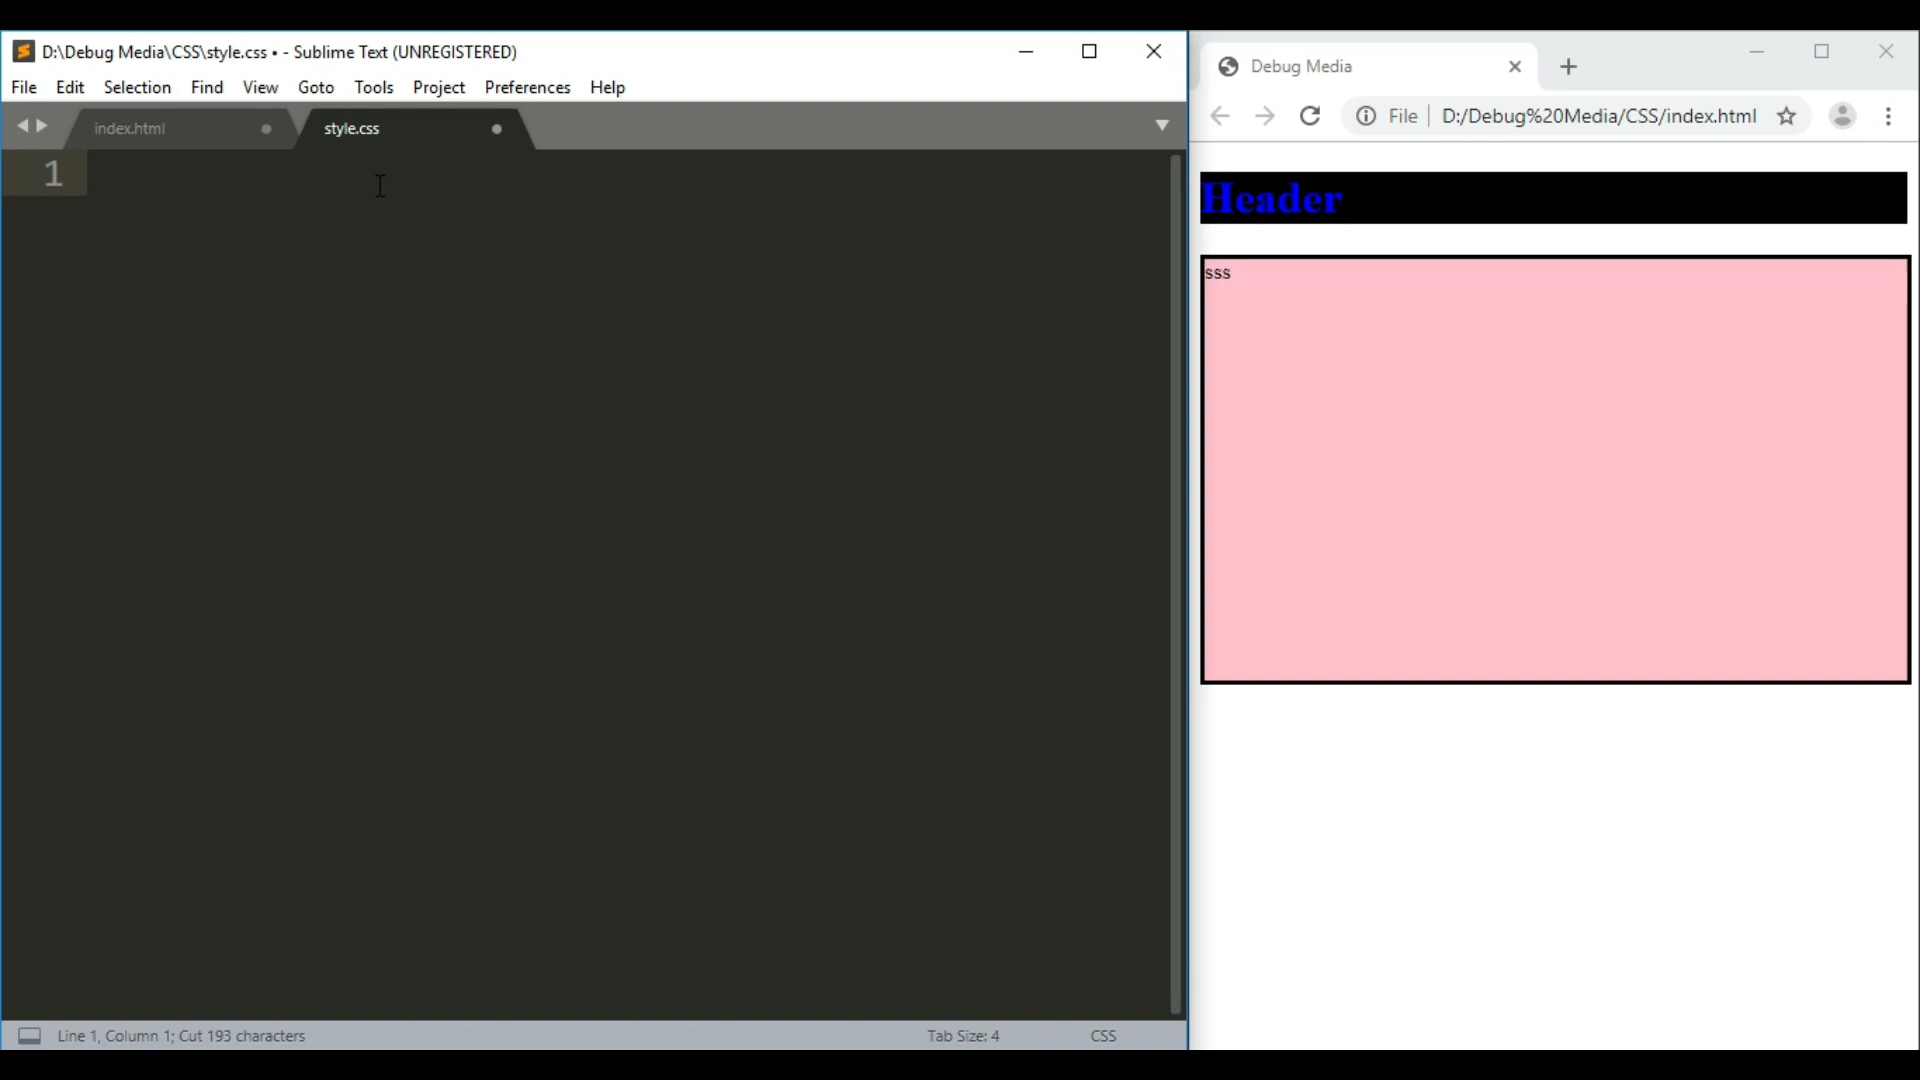 D:\Debug Media\CSS\style.css • - Sublime Text (UNREGISTERED)
File Edit Selection Find View Goto Tools Project Preferences Help
index.html
style.css
1
Line 1, Column 1; Cut 193 characters
Tab Size: 4
CSS
Debug Media
File D:/Debug%20Media/CSS/index.html
Header
sss